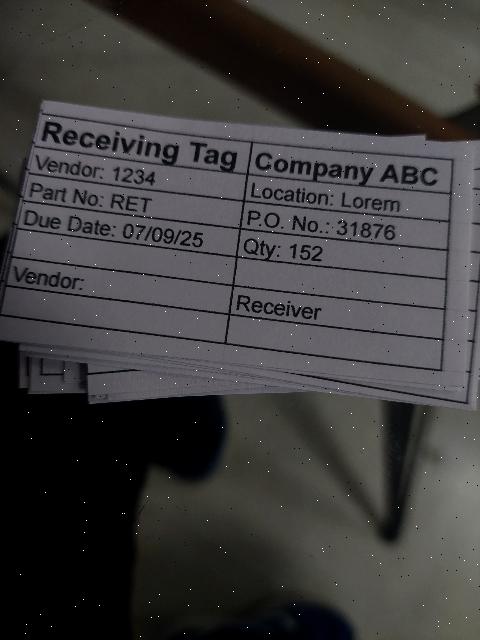 Receiving Tag Company ABC
Vendor: 1234 Location: Lorem
Part No: RET P.O. No.: 31876
Due Date: 07/09/25 Qty: 152
Vendor: Receiver